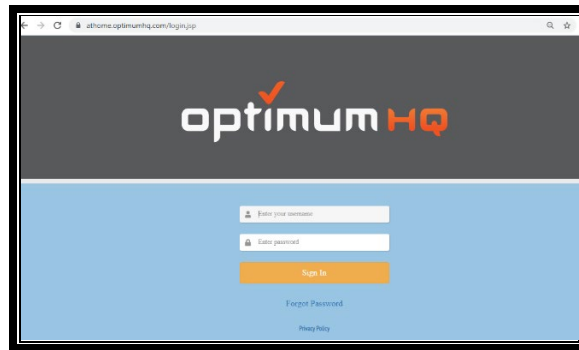 athome.optimumhq.com/login.jsp
optimum HQ
Enter your username
Enter password
Sign In
Forgot Password
Privacy Policy